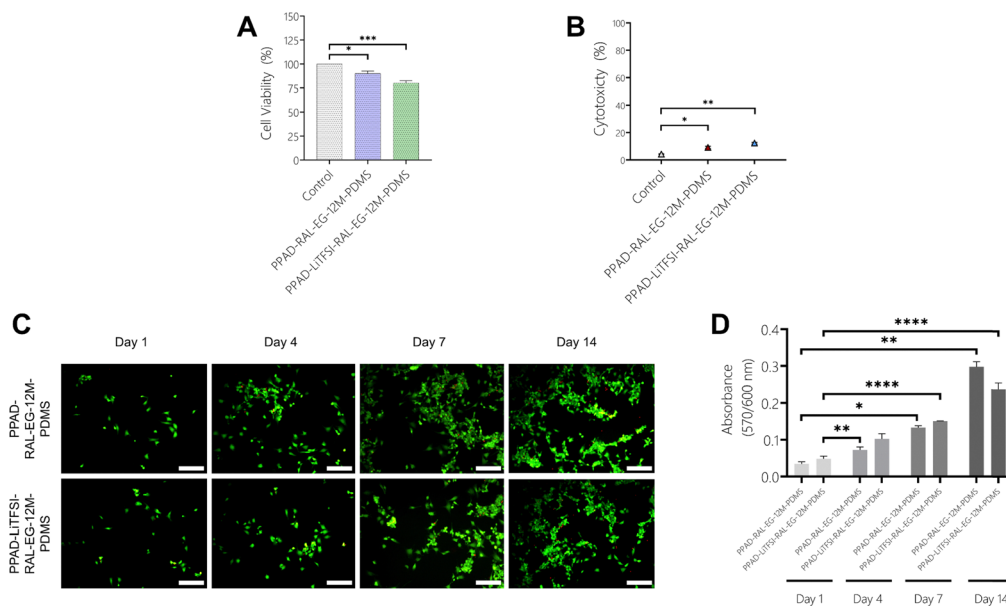 A
Cell Viability (%)
150
125
100
75
50
25
0
***
*
Control
PPAD-RAL-EG-12M-PDMS
PPAD-LiTFSI-RAL-EG-12M-PDMS
B
Cytotoxicty (%)
100
80
60
40
20
0
**
*
Control
PPAD-RAL-EG-12M-PDMS
PPAD-LiTFSI-RAL-EG-12M-PDMS
C
Day 1
Day 4
Day 7
Day 14
PPAD-
RAL-EG-12M-
PDMS
PPAD-LiTFSI-
RAL-EG-12M-
PDMS
D
Absorbance
(570/600 nm)
0.4
0.3
0.2
0.1
0.0
****
**
****
*
**
PPAD-RAL-EG-12M-PDMS
PPAD-LiTFSI-RAL-EG-12M-PDMS
PPAD-RAL-EG-12M-PDMS
PPAD-LiTFSI-RAL-EG-12M-PDMS
PPAD-RAL-EG-12M-PDMS
PPAD-LiTFSI-RAL-EG-12M-PDMS
PPAD-RAL-EG-12M-PDMS
PPAD-LiTFSI-RAL-EG-12M-PDMS
Day 1
Day 4
Day 7
Day 14